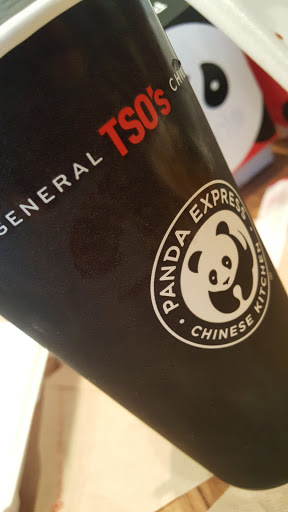 GENERAL TSO's
PANDA EXPRESS
CHINESE KITCHEN